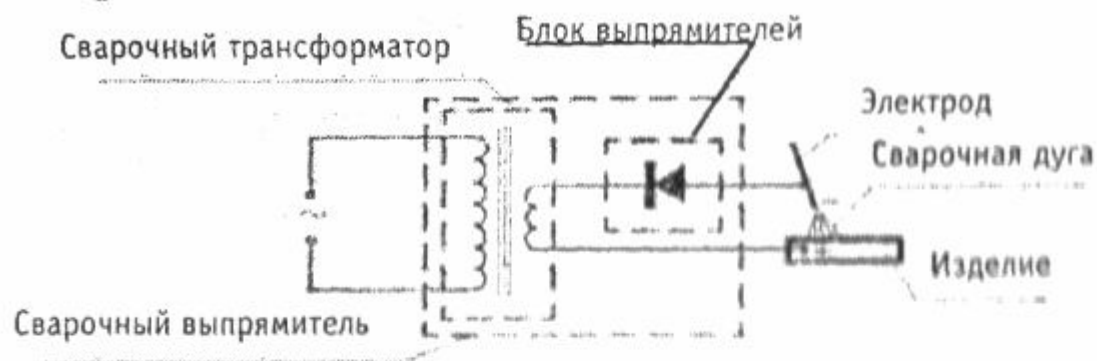 Сварочный трансформатор
Блок выпрямителей
Электрод
Сварочная дуга
Изделие
Сварочный выпрямитель